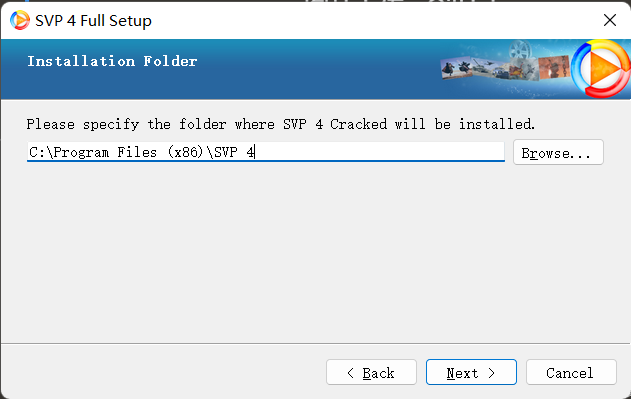 SVP 4 Full Setup
Installation Folder
Please specify the folder where SVP 4 Cracked will be installed.
C:\Program Files (x86)\SVP 4
Browse...
< Back
Next >
Cancel